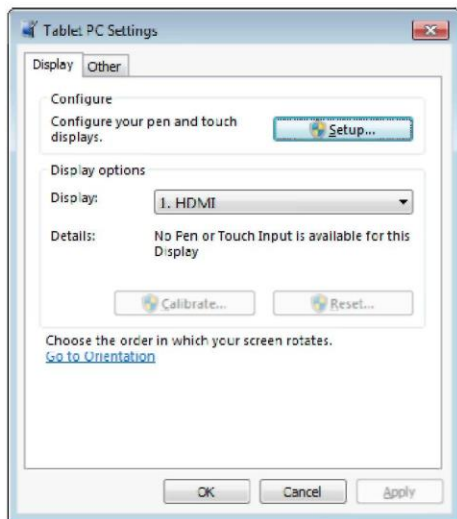 Tablet PC Settings
Display Other
Configure
Configure your pen and touch
displays.
Setup...
Display options
Display:
1. HDMI
Details:
No Pen or Touch Input is available for this
Display
Calibrate...
Reset...
Choose the order in which your screen rotates.
Go to Orientation
OK
Cancel
Apply